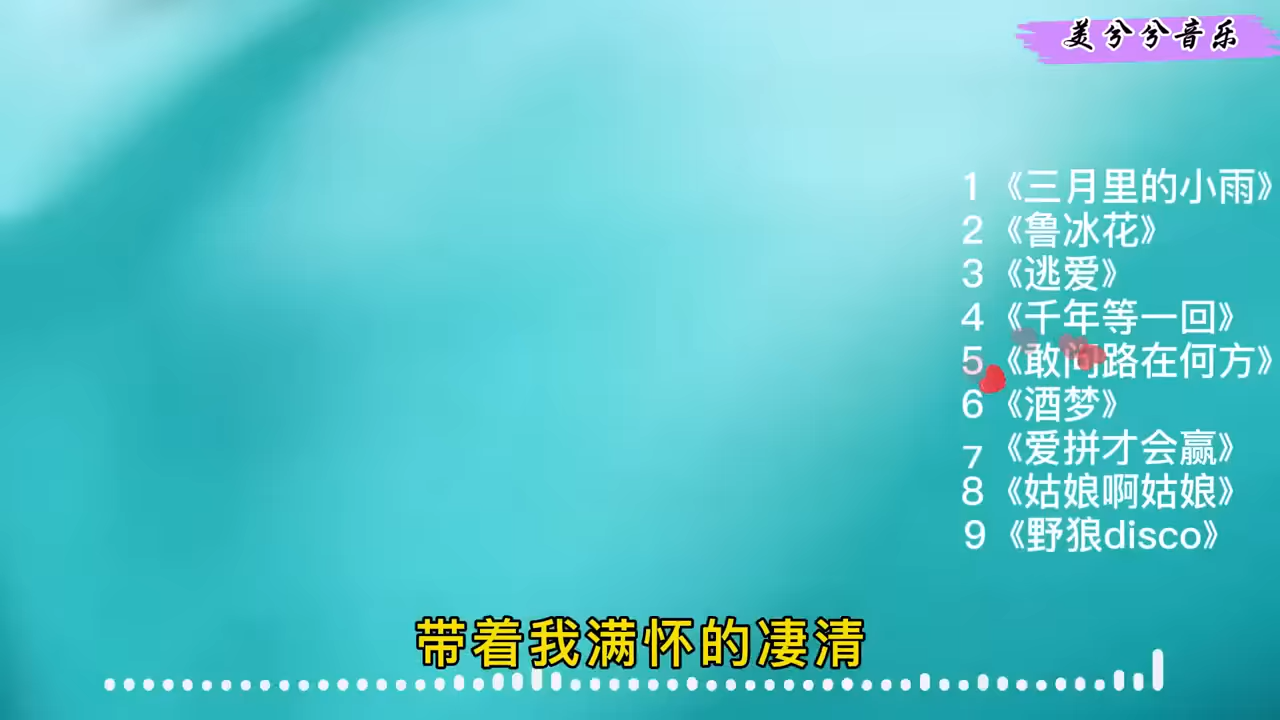 美兮兮音乐
1《三月里的小雨》
2《鲁冰花》
3《逃爱》
4《千年等一回》
5《敢问路在何方》
6《酒梦》
7《爱拼才会赢》
8《姑娘啊姑娘》
9《野狼disco》
带着我满怀的凄清